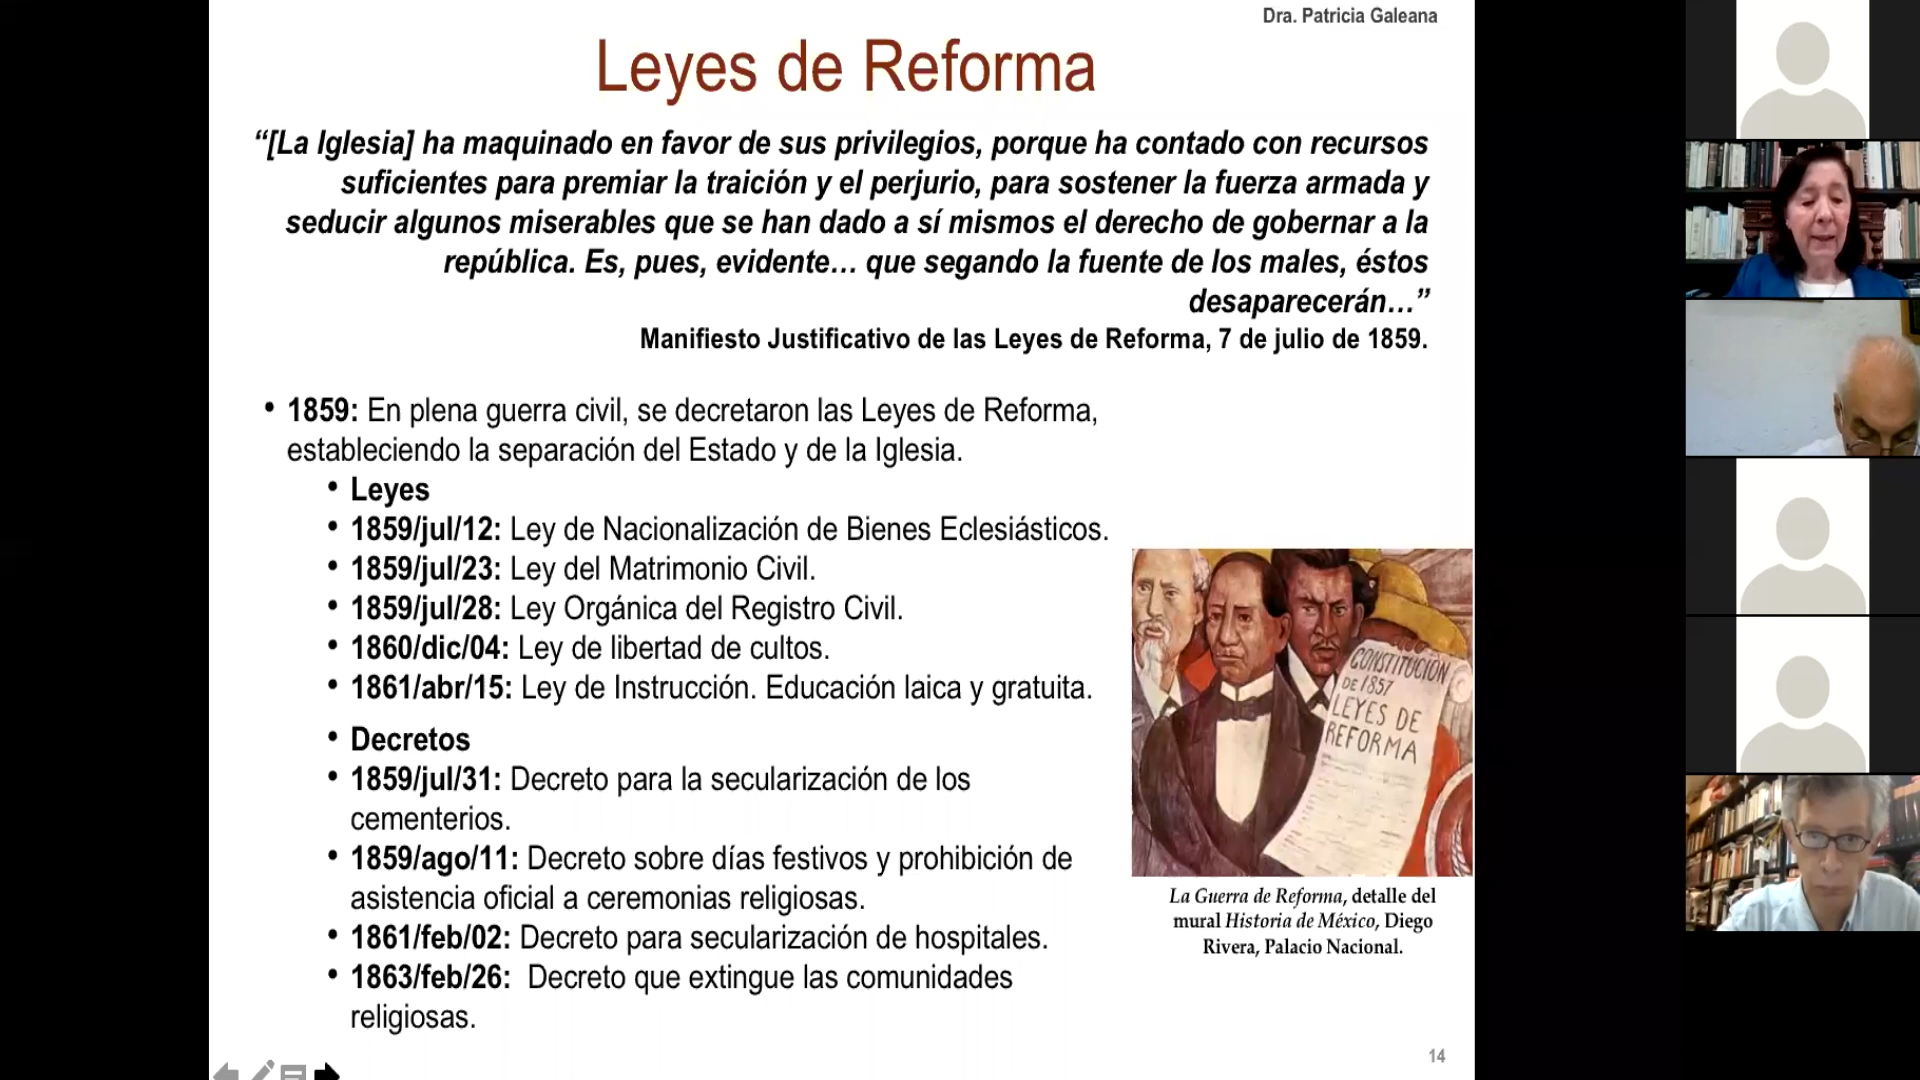 Dra. Patricia Galeana
Leyes de Reforma
“[La Iglesia] ha maquinado en favor de sus privilegios, porque ha contado con recursos
suficientes para premiar la traición y el perjurio, para sostener la fuerza armada y
seducir algunos miserables que se han dado a sí mismos el derecho de gobernar a la
república. Es, pues, evidente… que segando la fuente de los males, éstos
desaparecerán…”
Manifiesto Justificativo de las Leyes de Reforma, 7 de julio de 1859.
• 1859: En plena guerra civil, se decretaron las Leyes de Reforma,
estableciendo la separación del Estado y de la Iglesia.
• Leyes
• 1859/jul/12: Ley de Nacionalización de Bienes Eclesiásticos.
• 1859/jul/23: Ley del Matrimonio Civil.
• 1859/jul/28: Ley Orgánica del Registro Civil.
• 1860/dic/04: Ley de libertad de cultos.
• 1861/abr/15: Ley de Instrucción. Educación laica y gratuita.
• Decretos
• 1859/jul/31: Decreto para la secularización de los
cementerios.
• 1859/ago/11: Decreto sobre días festivos y prohibición de
asistencia oficial a ceremonias religiosas.
• 1861/feb/02: Decreto para secularización de hospitales.
• 1863/feb/26: Decreto que extingue las comunidades
religiosas.
CONSTITUCIÓN
DE 1857
LEYES DE
REFORMA
La Guerra de Reforma, detalle del
mural Historia de México, Diego
Rivera, Palacio Nacional.
14